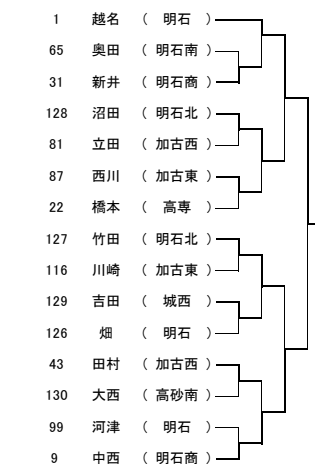 1 越名 ( 明石 )
65 奥田 ( 明石南 )
31 新井 ( 明石商 )
128 沼田 ( 明石北 )
81 立田 ( 加古西 )
87 西川 ( 加古東 )
22 橋本 ( 高専 )
127 竹田 ( 明石北 )
116 川崎 ( 加古東 )
129 吉田 ( 城西 )
126 畑 ( 明石 )
43 田村 ( 加古西 )
130 大西 ( 高砂南 )
99 河津 ( 明石 )
9 中西 ( 明石商 )